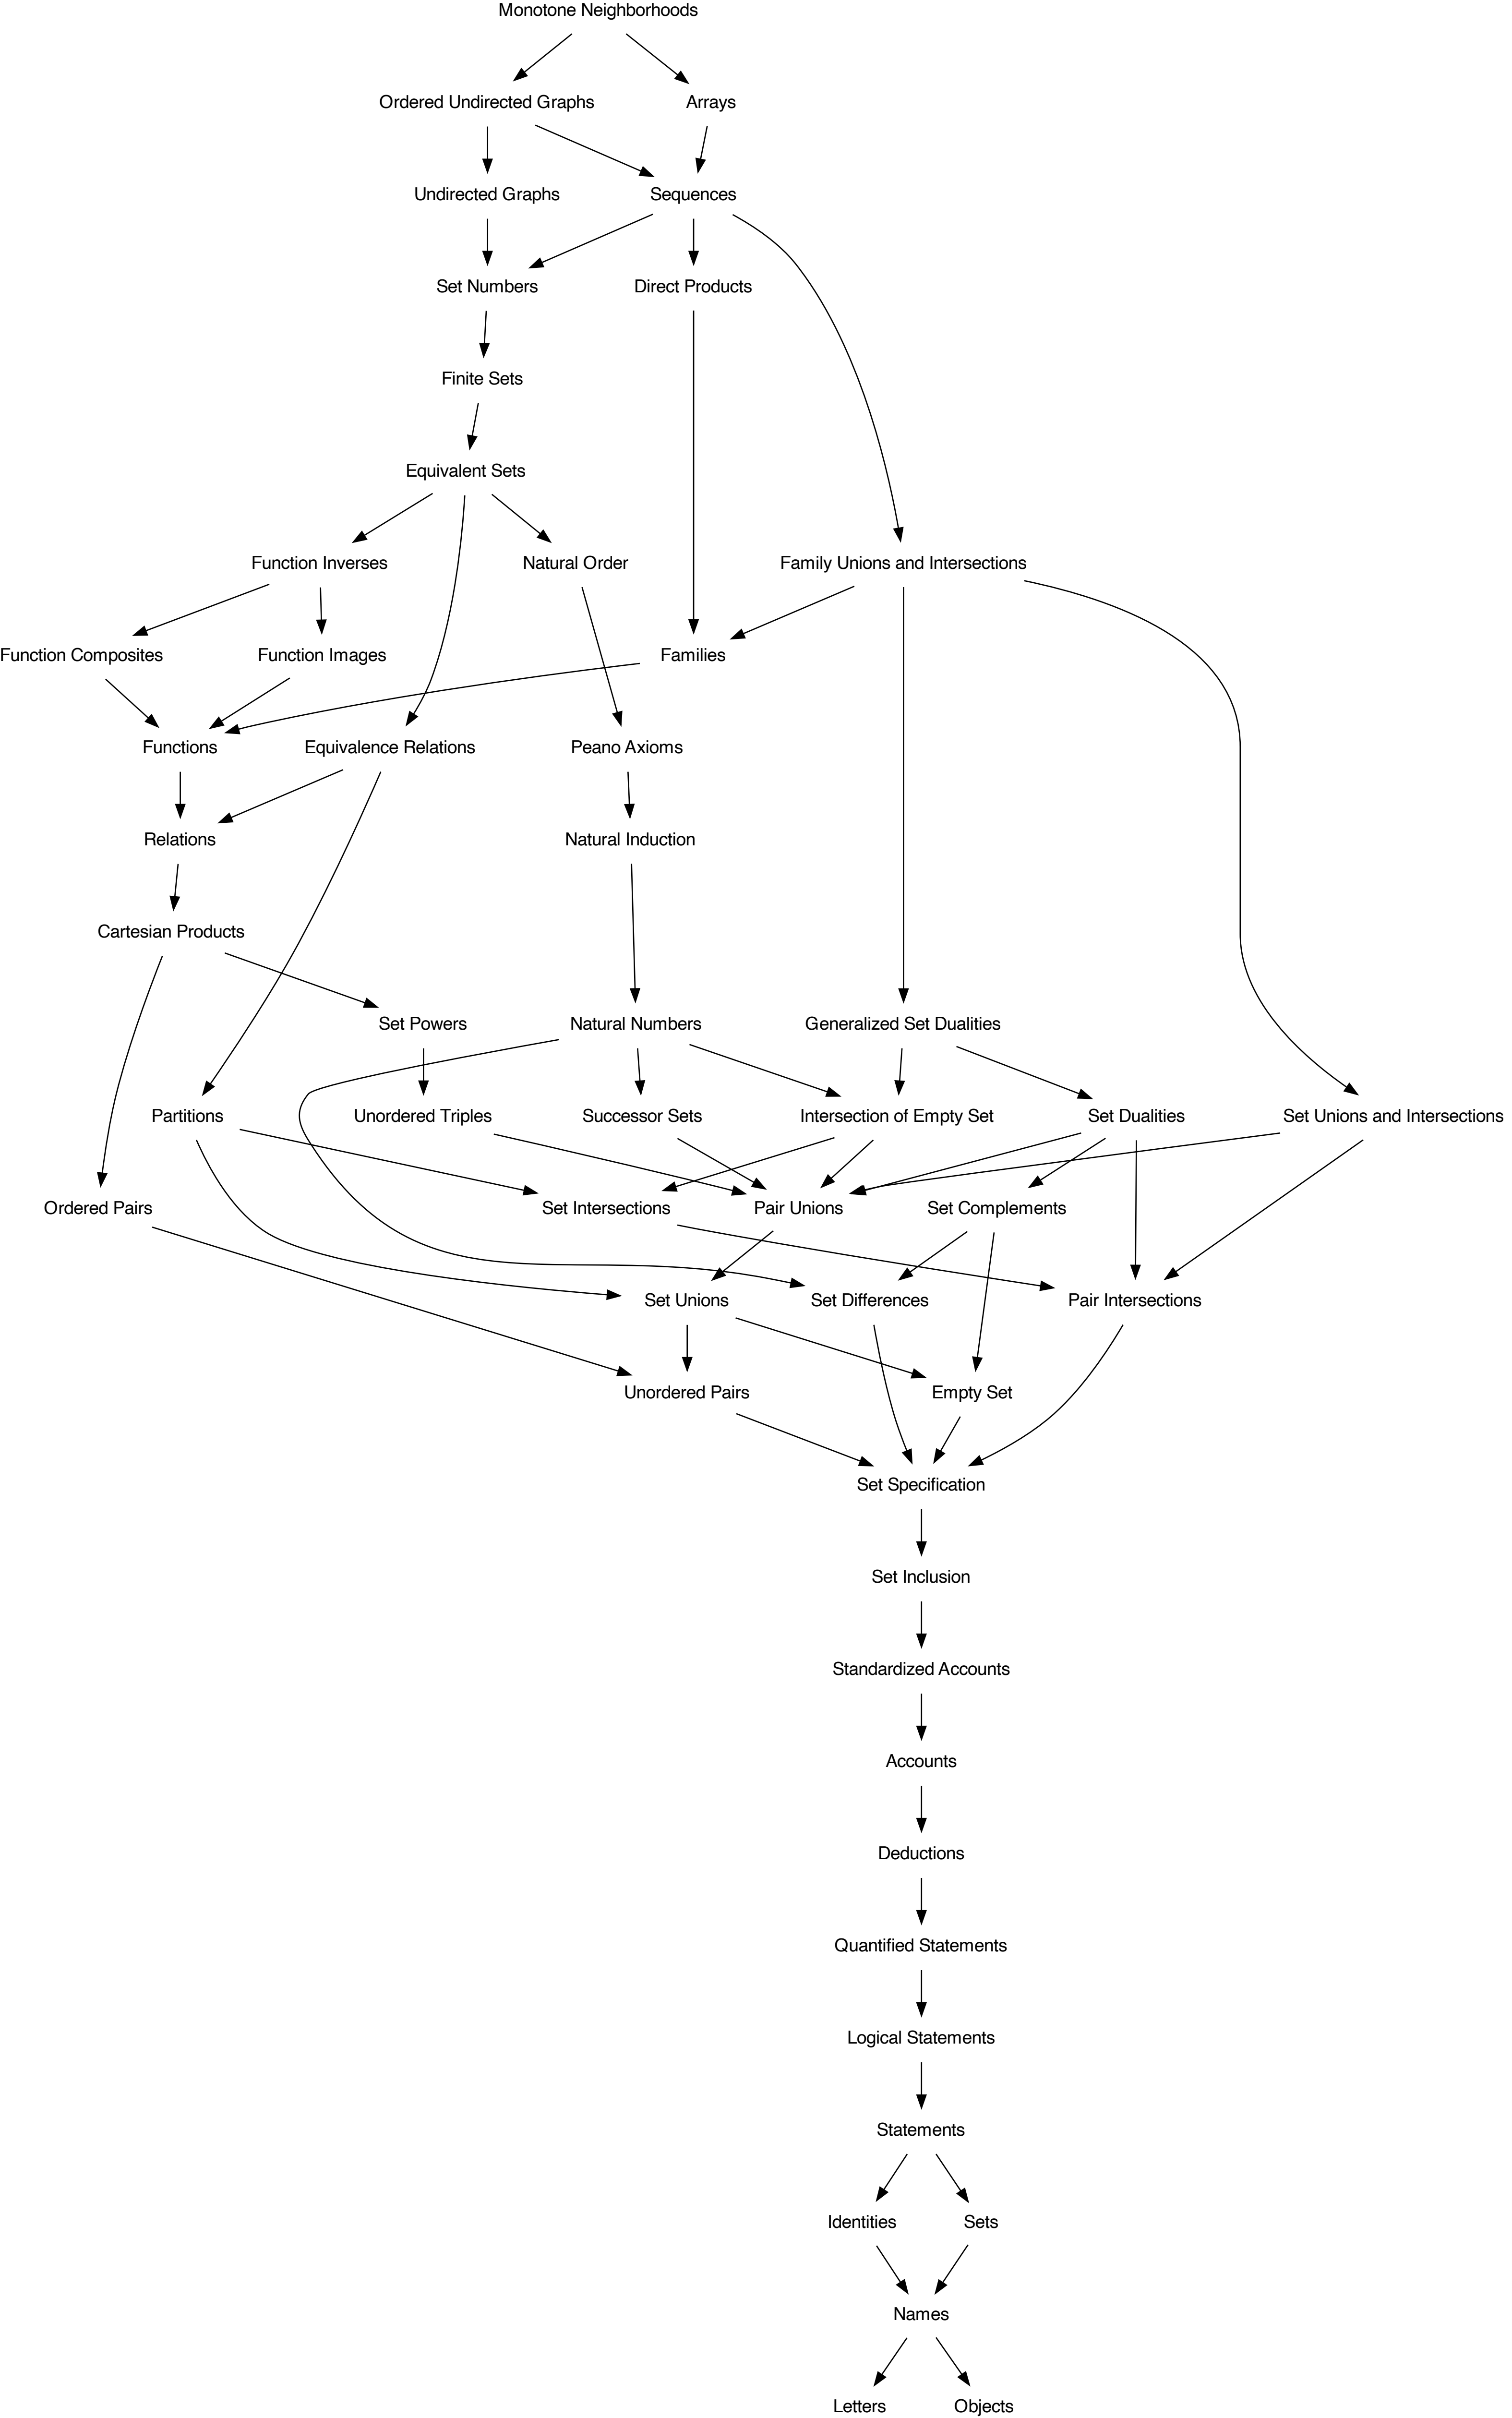 Monotone Neighborhoods
Ordered Undirected Graphs
Arrays
Undirected Graphs
Sequences
Set Numbers
Direct Products
Finite Sets
Equivalent Sets
Function Inverses
Natural Order
Family Unions and Intersections
Function Composites
Function Images
Families
Functions
Equivalence Relations
Peano Axioms
Relations
Natural Induction
Cartesian Products
Set Powers
Natural Numbers
Generalized Set Dualities
Partitions
Unordered Triples
Successor Sets
Intersection of Empty Set
Set Dualities
Set Unions and Intersections
Ordered Pairs
Set Intersections
Pair Unions
Set Complements
Set Unions
Set Differences
Pair Intersections
Unordered Pairs
Empty Set
Set Specification
Set Inclusion
Standardized Accounts
Accounts
Deductions
Quantified Statements
Logical Statements
Statements
Identities
Sets
Names
Letters
Objects